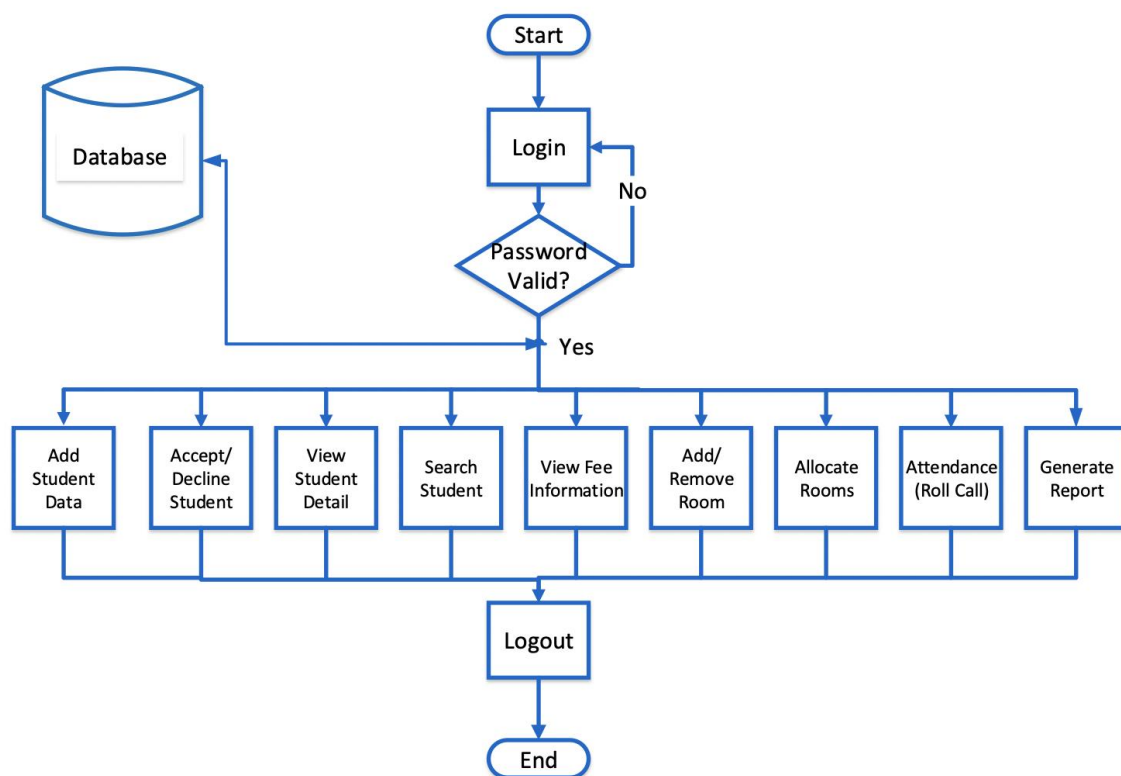 Start
Database
Login
No
Password
Valid?
Yes
Add
Student
Data
Accept/
Decline
Student
View
Student
Detail
Search
Student
View Fee
Information
Add/
Remove
Room
Allocate
Rooms
Attendance
(Roll Call)
Generate
Report
Logout
End